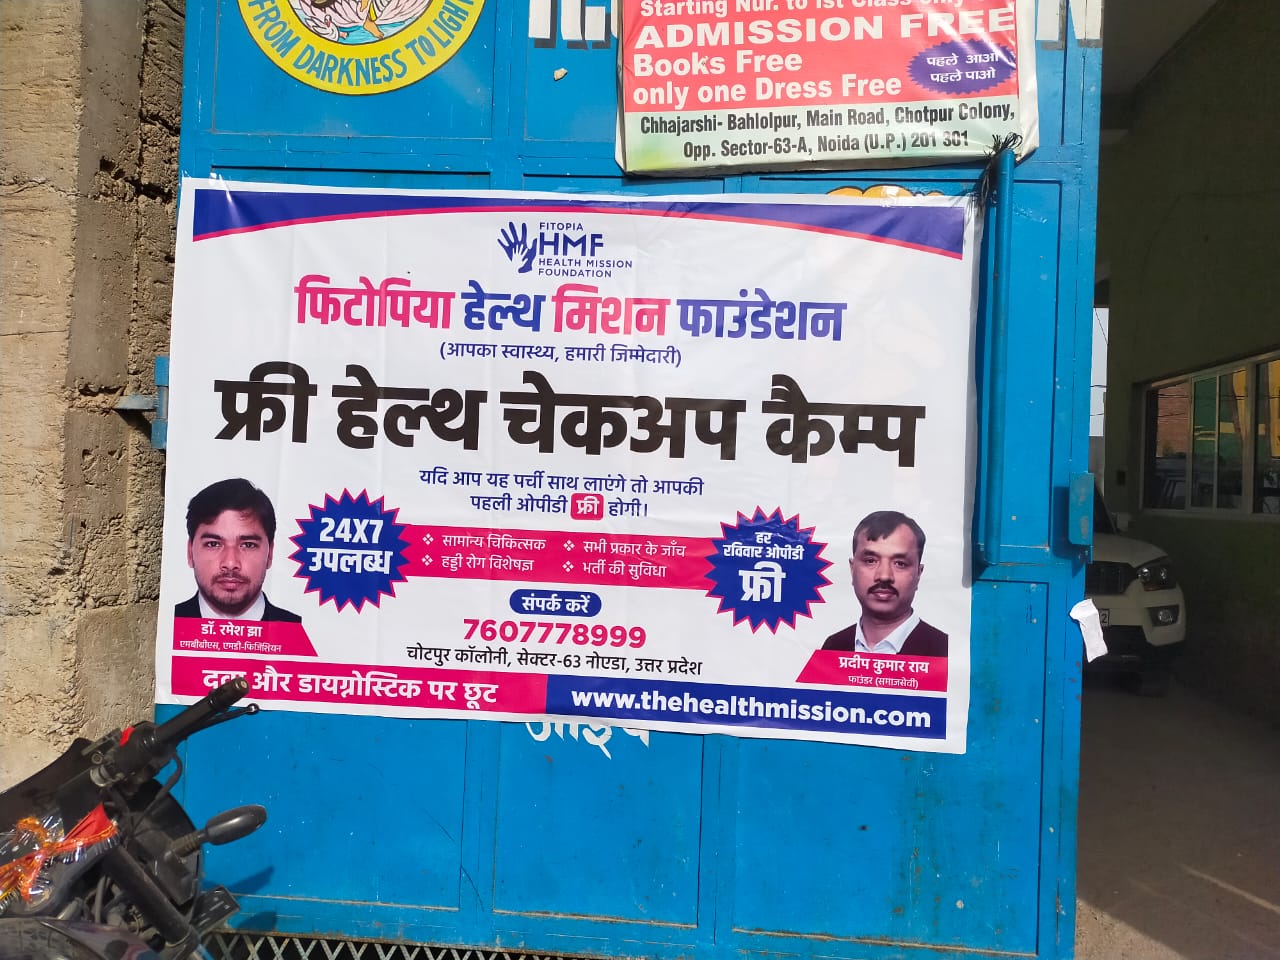 FROM DARKNESS TO LIGHT
Starting Nur. to 1st Class only
ADMISSION FREE
Books Free
only one Dress Free
पहले आओ
पहले पाओ
Chhajarshi- Bahlolpur, Main Road, Chotpur Colony,
Opp. Sector-63-A, Noida (U.P.) 201 301
FITOPIA
HMF
HEALTH MISSION
FOUNDATION
फिटोपिया हेल्थ मिशन फाउंडेशन
(आपका स्वास्थ्य, हमारी जिम्मेदारी)
फ्री हेल्थ चेकअप कैम्प
यदि आप यह पर्ची साथ लाएंगे तो आपकी
पहली ओपीडी फ्री होगी।
24X7
उपलब्ध
❖ सामान्य चिकित्सक ❖ सभी प्रकार के जाँच
❖ हड्डी रोग विशेषज्ञ ❖ भर्ती की सुविधा
हर
रविवार ओपीडी
फ्री
संपर्क करें
7607778999
चोटपुर कॉलोनी, सेक्टर-63 नोएडा, उत्तर प्रदेश
डॉ. रमेश झा
एमबीबीएस, एमडी-फिजिशियन
प्रदीप कुमार राय
फाउंडर (समाजसेवी)
दवा और डायग्नोस्टिक पर छूट
www.thehealthmission.com